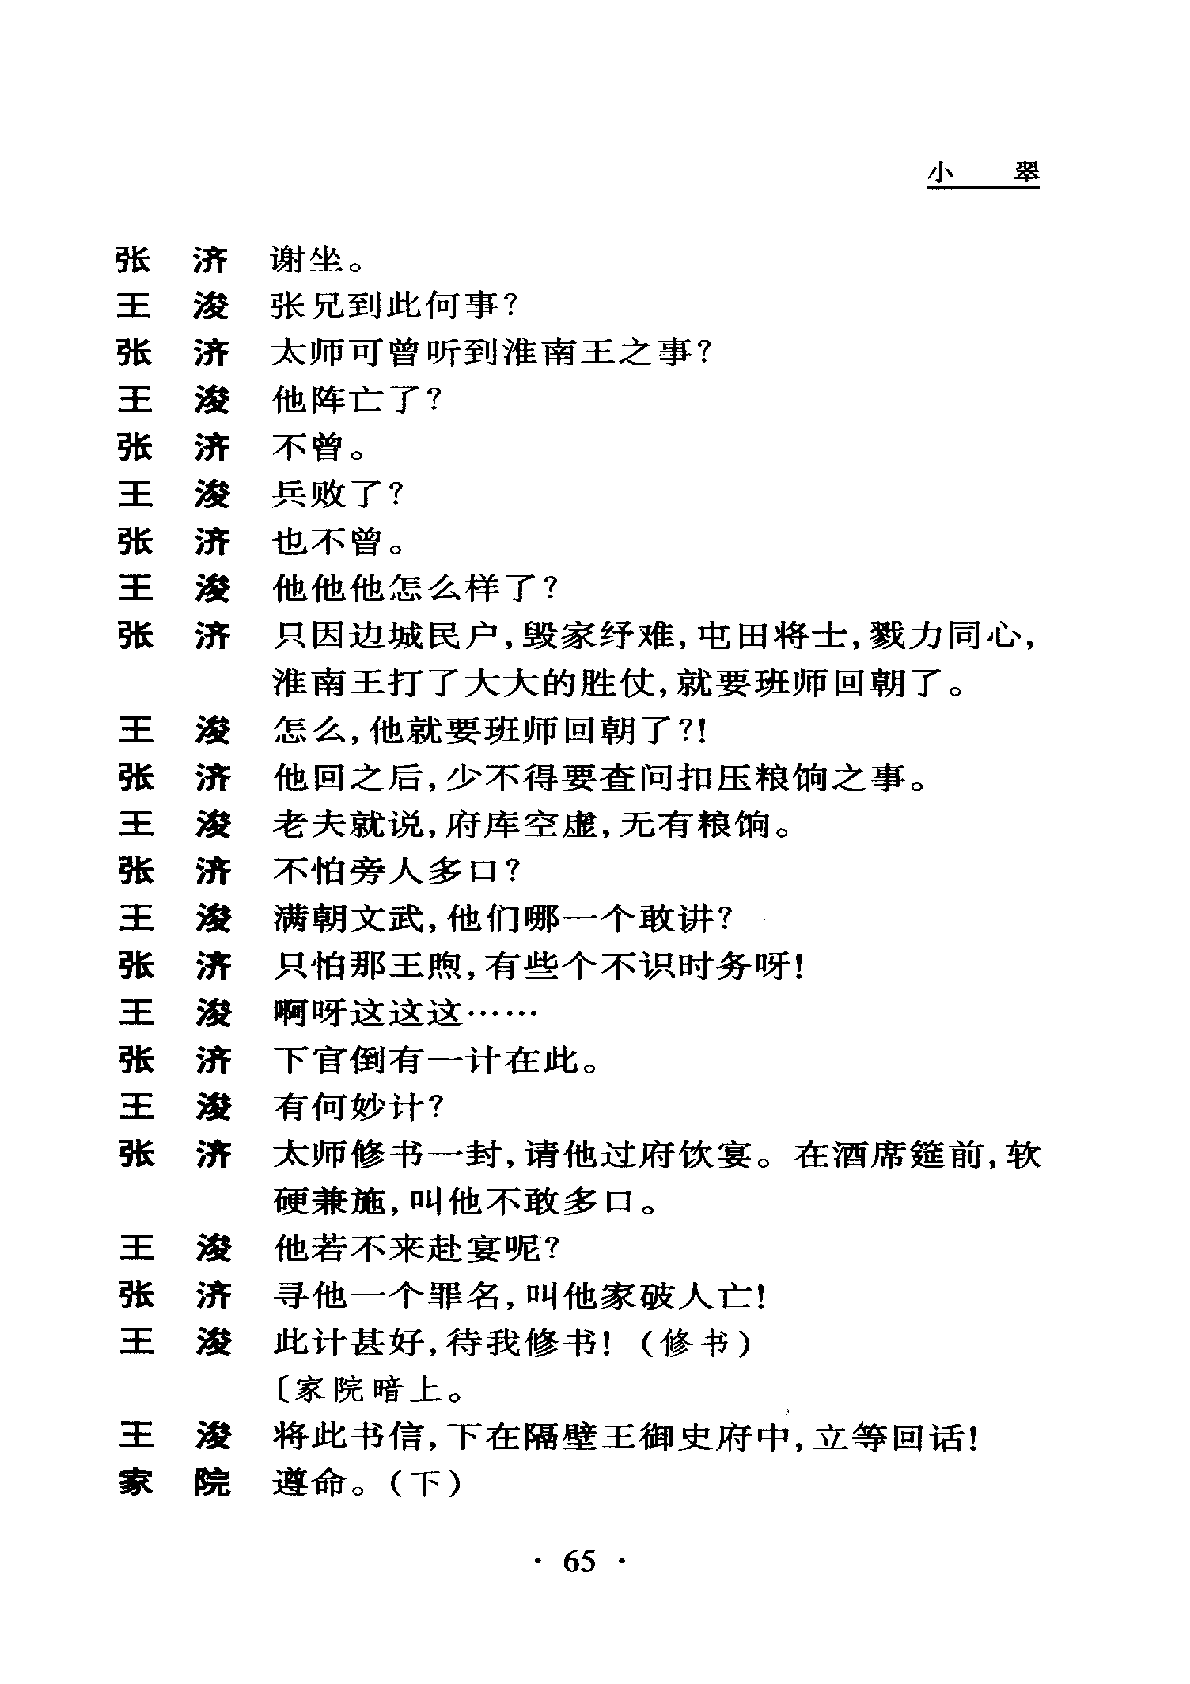 小　　翠
张　济　谢坐。
王　浚　张兄到此何事?
张　济　太师可曾听到淮南王之事?
王　浚　他阵亡了?
张　济　不曾。
王　浚　兵败了?
张　济　也不曾。
王　浚　他他他怎么样了?
张　济　只因边城民户,毁家纾难,屯田将士,戮力同心,
淮南王打了大大的胜仗,就要班师回朝了。
王　浚　怎么,他就要班师回朝了?!
张　济　他回之后,少不得要查问扣压粮饷之事。
王　浚　老夫就说,府库空虚,无有粮饷。
张　济　不怕旁人多口?
王　浚　满朝文武,他们哪一个敢讲?
张　济　只怕那王煦,有些个不识时务呀!
王　浚　啊呀这这这……
张　济　下官倒有一计在此。
王　浚　有何妙计?
张　济　太师修书一封,请他过府饮宴。在酒席筵前,软
硬兼施,叫他不敢多口。
王　浚　他若不来赴宴呢?
张　济　寻他一个罪名,叫他家破人亡!
王　浚　此计甚好,待我修书!(修书)
〔家院暗上。
王　浚　将此书信,下在隔壁王御史府中,立等回话!
家　院　遵命。(下)
· 65 ·